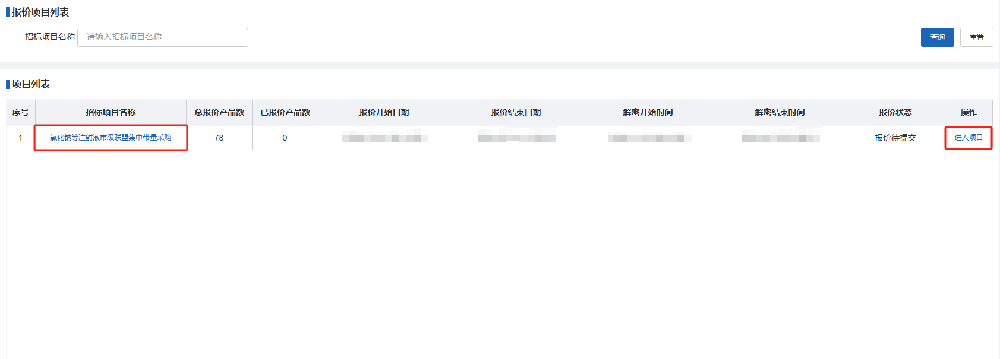 报价项目列表
招标项目名称 请输入招标项目名称 查询 重置
项目列表
序号 招标项目名称 总报价产品数 已报价产品数 报价开始日期 报价结束日期 解密开始时间 解密结束时间 报价状态 操作
1 氯化钠等注射液市级联盟集中带量采购 78 0 报价待提交 进入项目